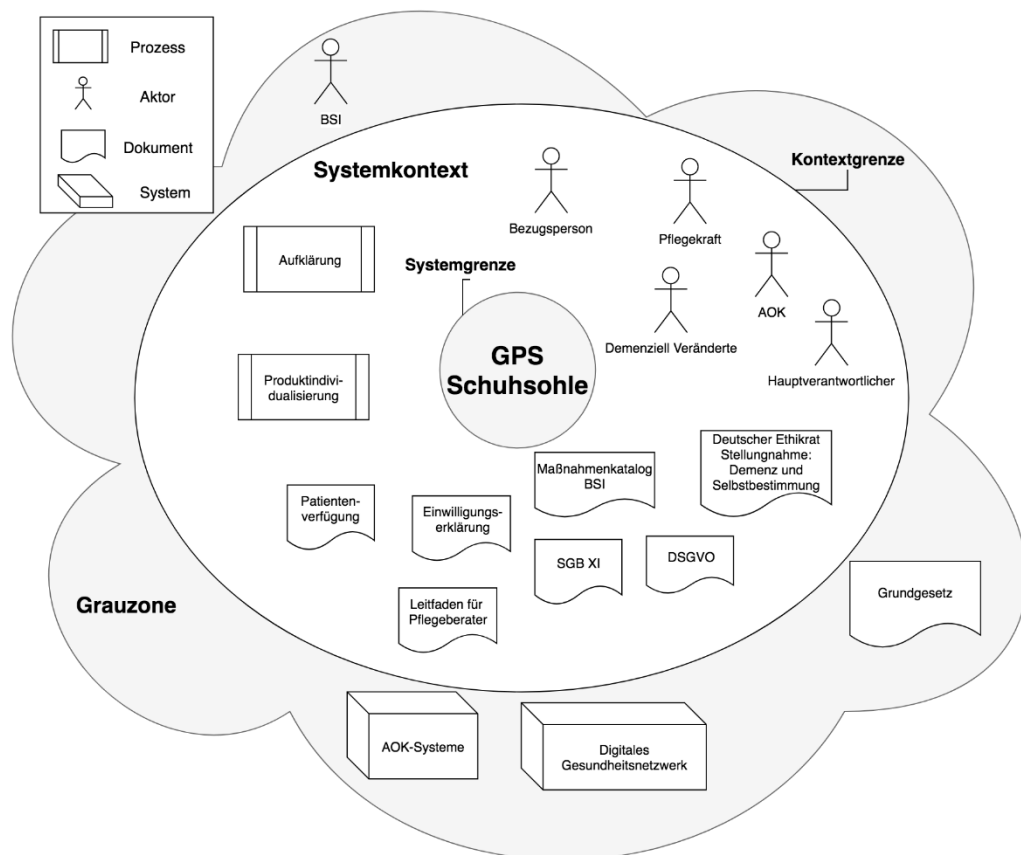 Prozess
Aktor
Dokument
System
BSI
Systemkontext
Kontextgrenze
Bezugsperson
Pflegekraft
Aufklärung
Systemgrenze
AOK
Demenziell Veränderte
GPS
Schuhsohle
Hauptverantwortlicher
Produktindivi-
dualisierung
Deutscher Ethikrat
Stellungnahme:
Demenz und
Selbstbestimmung
Maßnahmenkatalog
BSI
Patienten-
verfügung
Einwilligungs-
erklärung
SGB XI
DSGVO
Grundgesetz
Grauzone
Leitfaden für
Pflegeberater
AOK-Systeme
Digitales
Gesundheitsnetzwerk